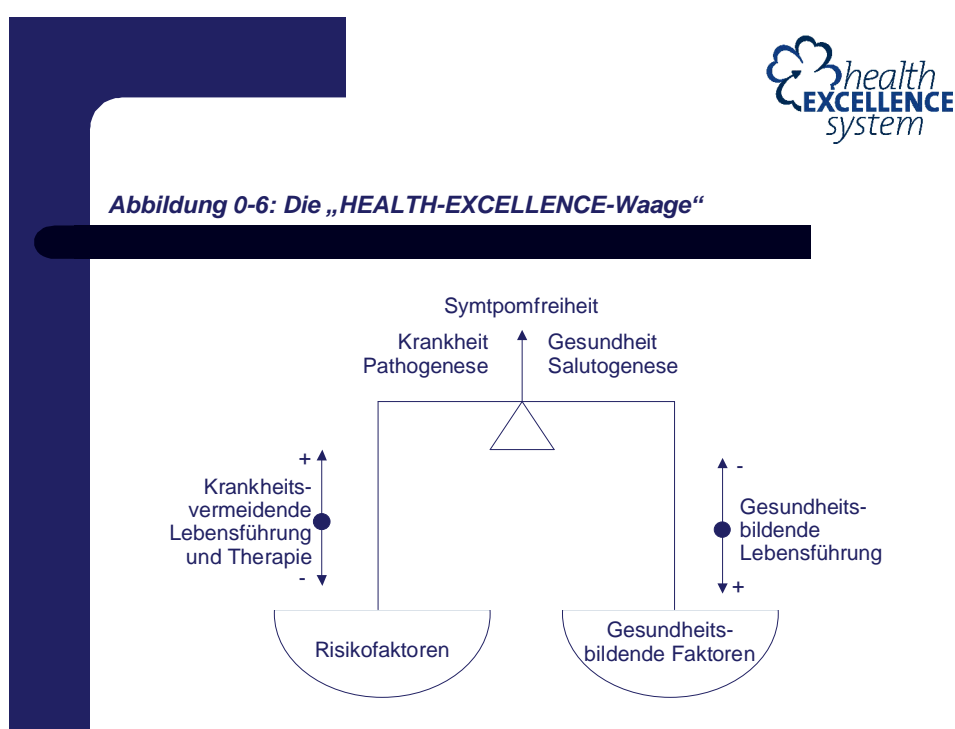 health
EXCELLENCE
system
Abbildung 0-6: Die „HEALTH-EXCELLENCE-Waage“
Symtpomfreiheit
Krankheit
Pathogenese
Gesundheit
Salutogenese
+
Krankheits-
vermeidende
Lebensführung
und Therapie
-
-
Gesundheits-
bildende
Lebensführung
+
Risikofaktoren
Gesundheits-
bildende Faktoren